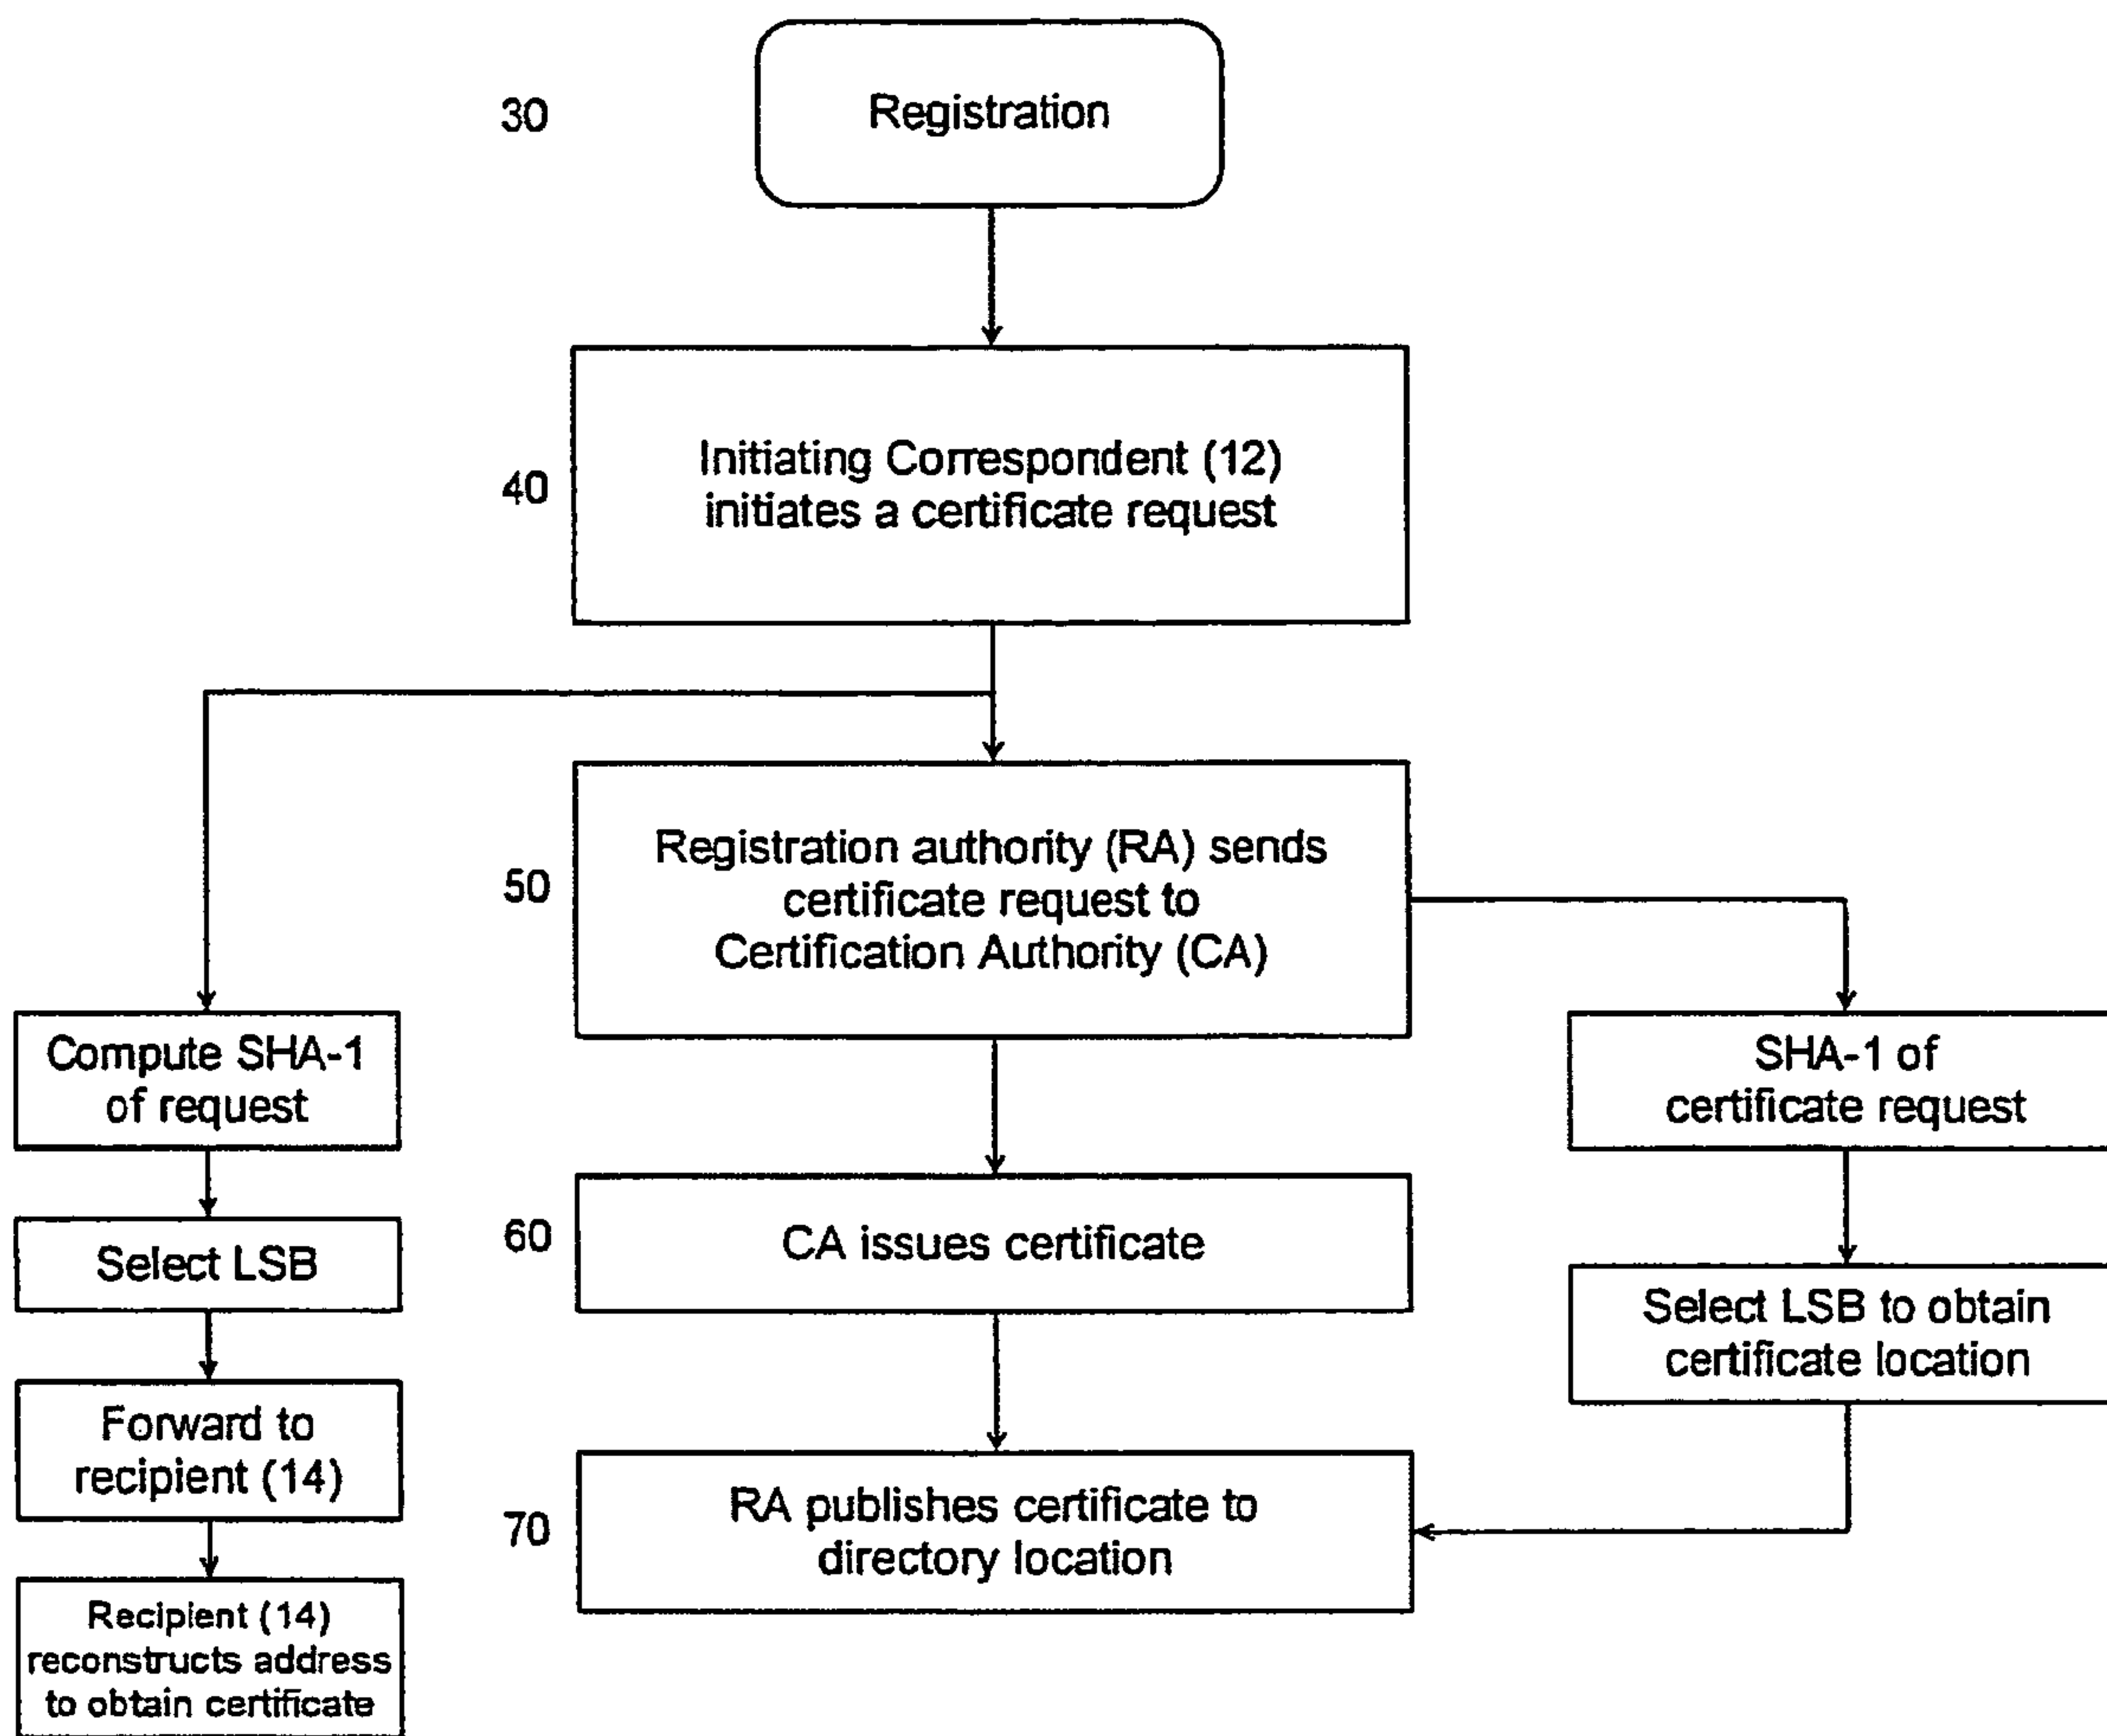 30
Registration
40
Initiating Correspondent (12)
initiates a certificate request
50
Registration authority (RA) sends
certificate request to
Certification Authority (CA)
Compute SHA-1
of request
SHA-1 of
certificate request
Select LSB
60
CA issues certificate
Select LSB to obtain
certificate location
Forward to
recipient (14)
70
RA publishes certificate to
directory location
Recipient (14)
reconstructs address
to obtain certificate